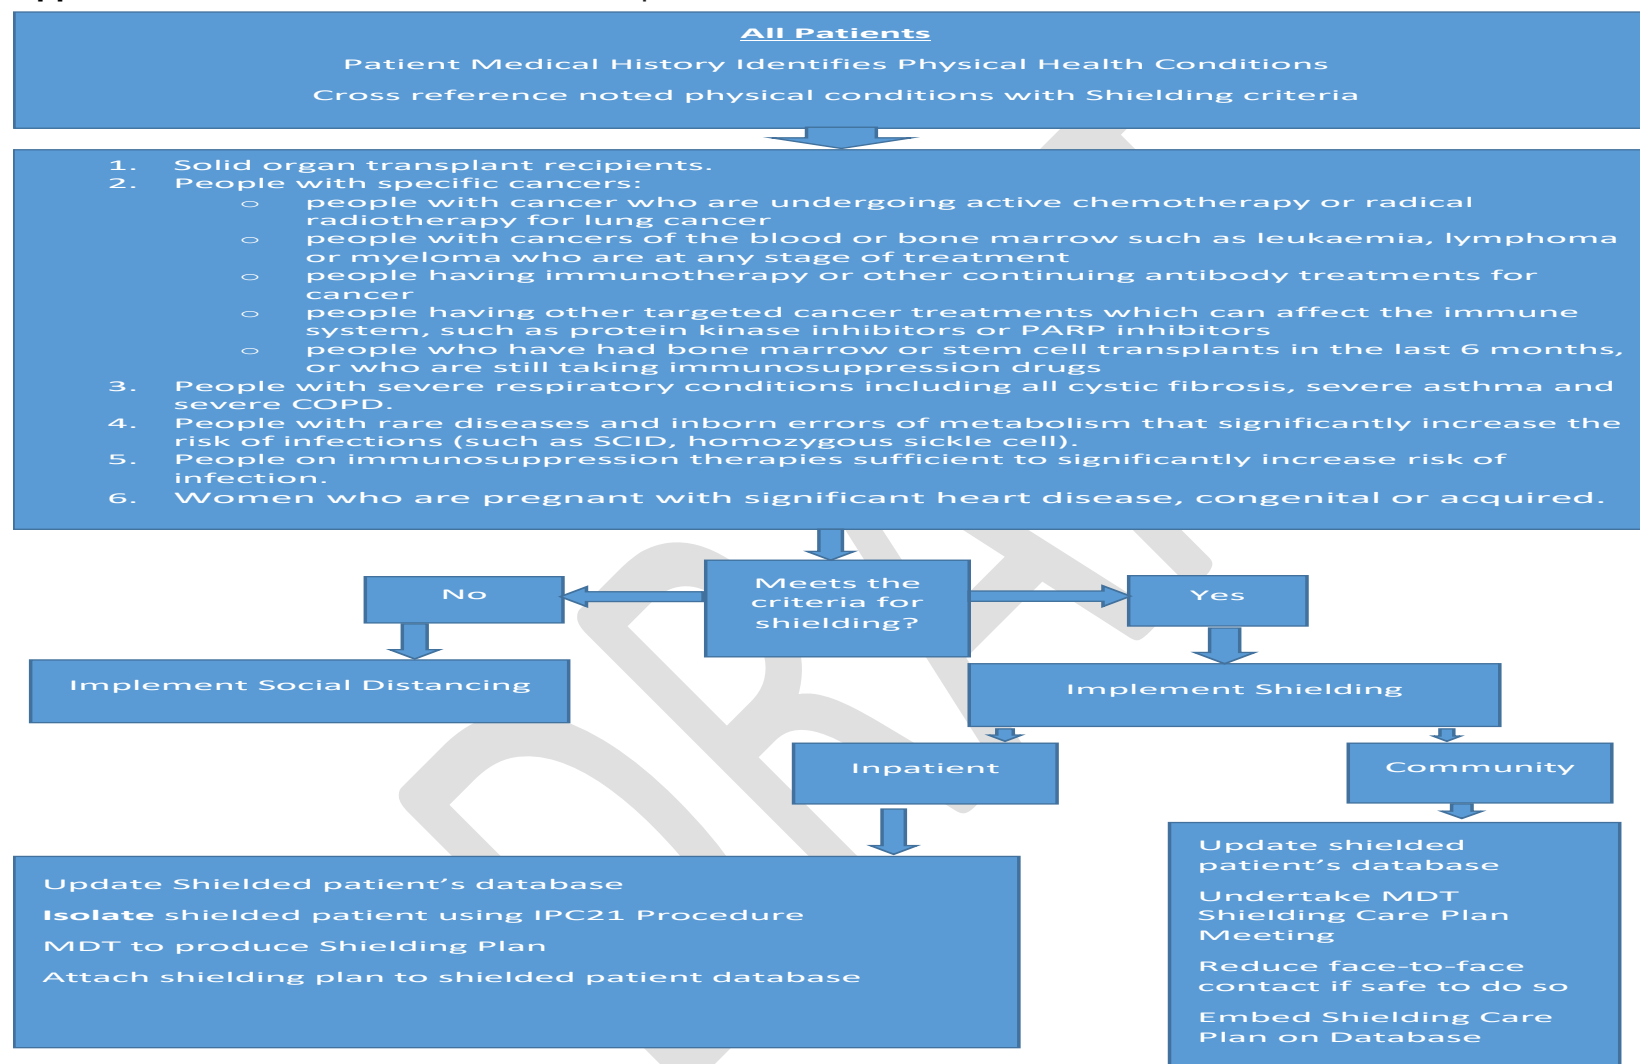 All Patients
Patient Medical History Identifies Physical Health Conditions
Cross reference noted physical conditions with Shielding criteria
1. Solid organ transplant recipients.
2. People with specific cancers:
o people with cancer who are undergoing active chemotherapy or radical
radiotherapy for lung cancer
o people with cancers of the blood or bone marrow such as leukaemia, lymphoma
or myeloma who are at any stage of treatment
o people having immunotherapy or other continuing antibody treatments for
cancer
o people having other targeted cancer treatments which can affect the immune
system, such as protein kinase inhibitors or PARP inhibitors
o people who have had bone marrow or stem cell transplants in the last 6 months,
or who are still taking immunosuppression drugs
3. People with severe respiratory conditions including all cystic fibrosis, severe asthma and
severe COPD.
4. People with rare diseases and inborn errors of metabolism that significantly increase the
risk of infections (such as SCID, homozygous sickle cell).
5. People on immunosuppression therapies sufficient to significantly increase risk of
infection.
6. Women who are pregnant with significant heart disease, congenital or acquired.
Meets the
criteria for
shielding?
No
Yes
Implement Social Distancing
Implement Shielding
Inpatient
Community
Update Shielded patient's database
Isolate shielded patient using IPC21 Procedure
MDT to produce Shielding Plan
Attach shielding plan to shielded patient database
Update shielded
patient's database
Undertake MDT
Shielding Care Plan
Meeting
Reduce face-to-face
contact if safe to do so
Embed Shielding Care
Plan on Database